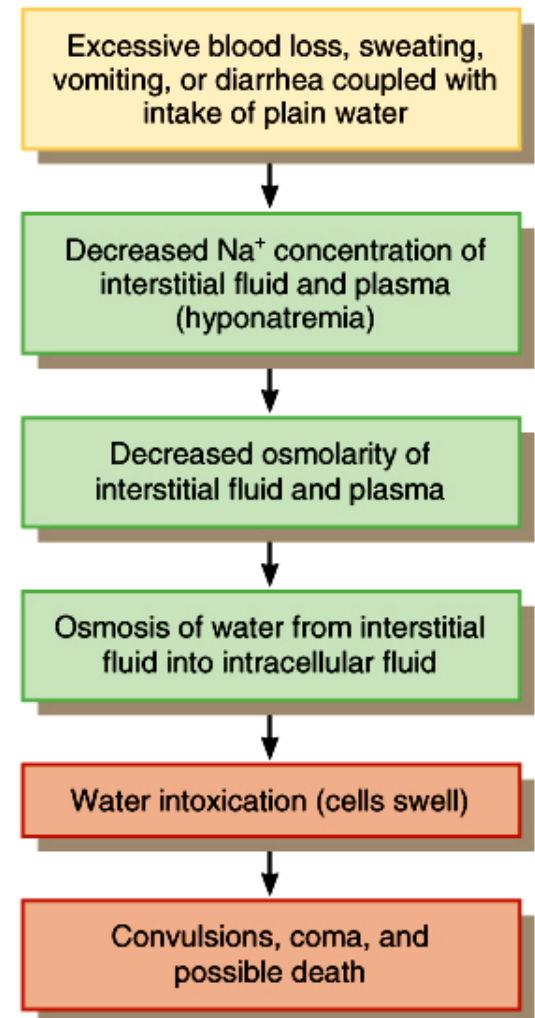 Excessive blood loss, sweating,
vomiting, or diarrhea coupled with
intake of plain water
Decreased Na⁺ concentration of
interstitial fluid and plasma
(hyponatremia)
Decreased osmolarity of
interstitial fluid and plasma
Osmosis of water from interstitial
fluid into intracellular fluid
Water intoxication (cells swell)
Convulsions, coma, and
possible death